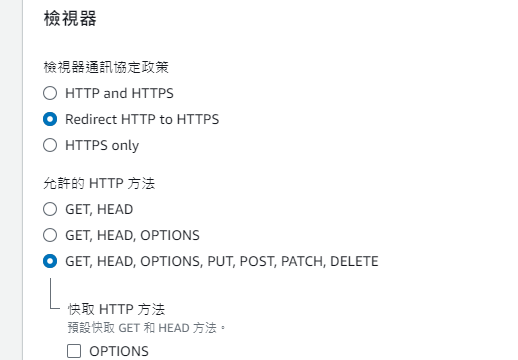 檢視器
檢視器通訊協定政策
HTTP and HTTPS
Redirect HTTP to HTTPS
HTTPS only
允許的 HTTP 方法
GET, HEAD
GET, HEAD, OPTIONS
GET, HEAD, OPTIONS, PUT, POST, PATCH, DELETE
快取 HTTP 方法
預設快取 GET 和 HEAD 方法。
OPTIONS